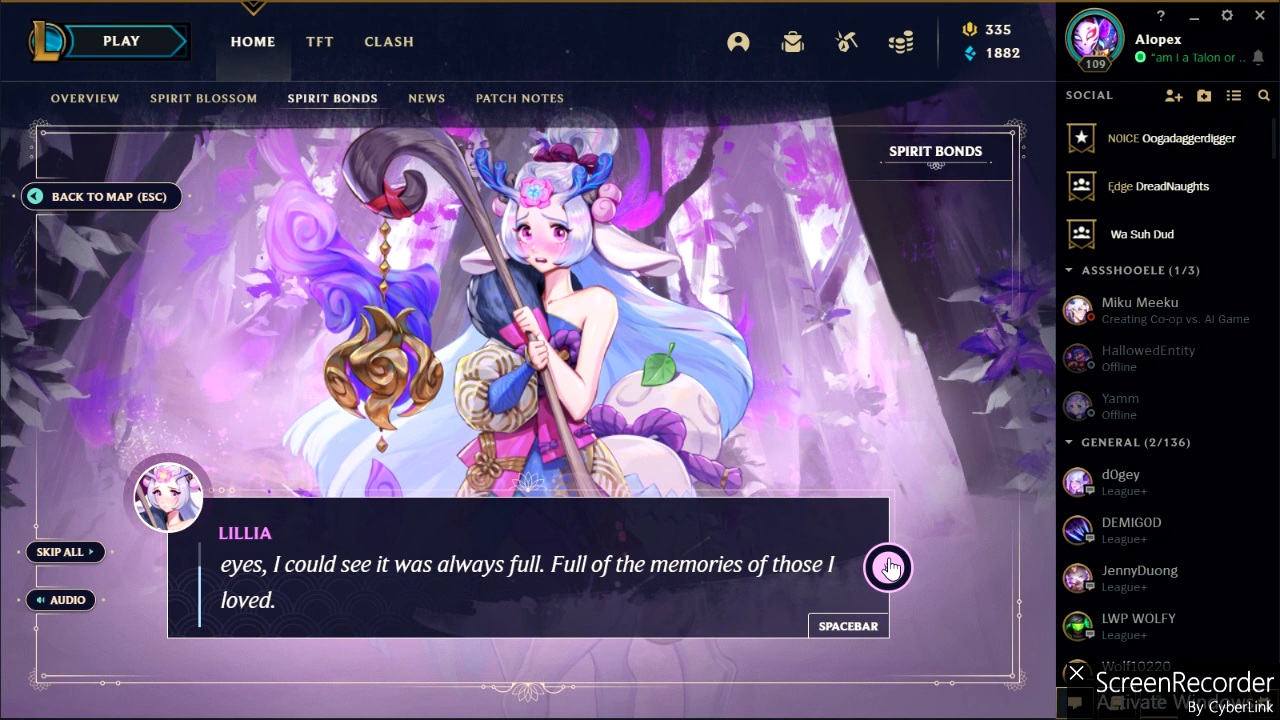 PLAY
HOME
TFT
CLASH
335
1882
?
Alopex
"am I a Talon or ..
109
OVERVIEW
SPIRIT BLOSSOM
SPIRIT BONDS
NEWS
PATCH NOTES
SOCIAL
SPIRIT BONDS
BACK TO MAP (ESC)
NOICE Oogadaggerdigger
Edge DreadNaughts
Wa Suh Dud
ASSSHOOELE (1/3)
Miku Meeku
Creating Co-op vs. AI Game
HallowedEntity
Offline
Yamm
Offline
GENERAL (2/136)
d0gey
League+
DEMIGOD
League+
JennyDuong
League+
LWP WOLFY
League+
Wolf10220
LILLIA
eyes, I could see it was always full. Full of the memories of those I
loved.
SKIP ALL
AUDIO
SPACEBAR
ScreenRecorder
Activate Windows
By CyberLink